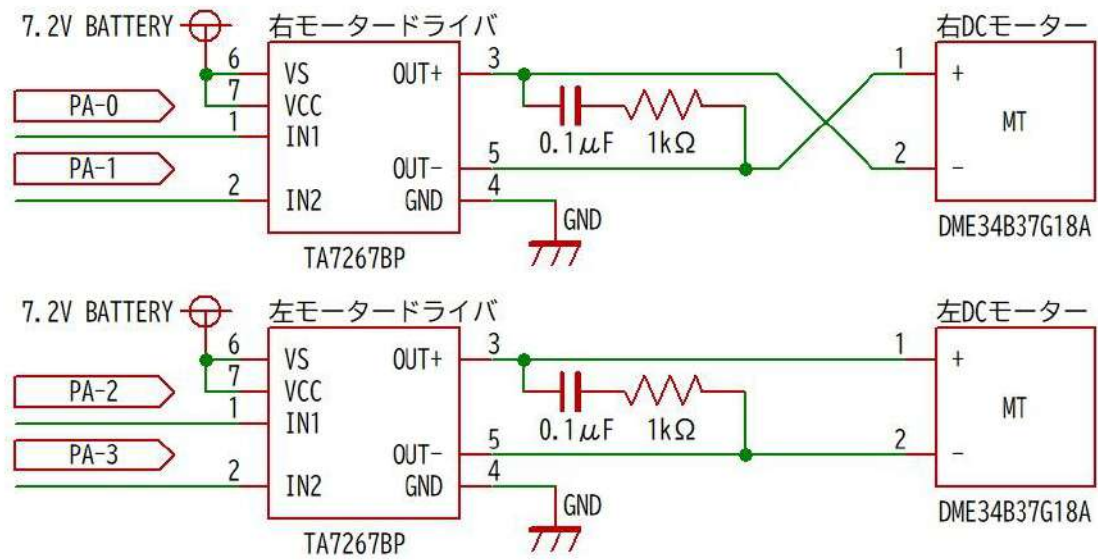 7.2V BATTERY 右モータードライバ 右DCモーター
6 VS OUT+ 3 1 +
7 VCC
PA-0
1 IN1 0.1μF 1kΩ MT
PA-1 OUT- 5 2 -
2 IN2 GND 4
GND
TA7267BP DME34B37G18A
7.2V BATTERY 左モータードライバ 左DCモーター
6 VS OUT+ 3 1 +
7 VCC
PA-2
1 IN1 0.1μF 1kΩ MT
PA-3 OUT- 5 2 -
2 IN2 GND 4
GND
TA7267BP DME34B37G18A